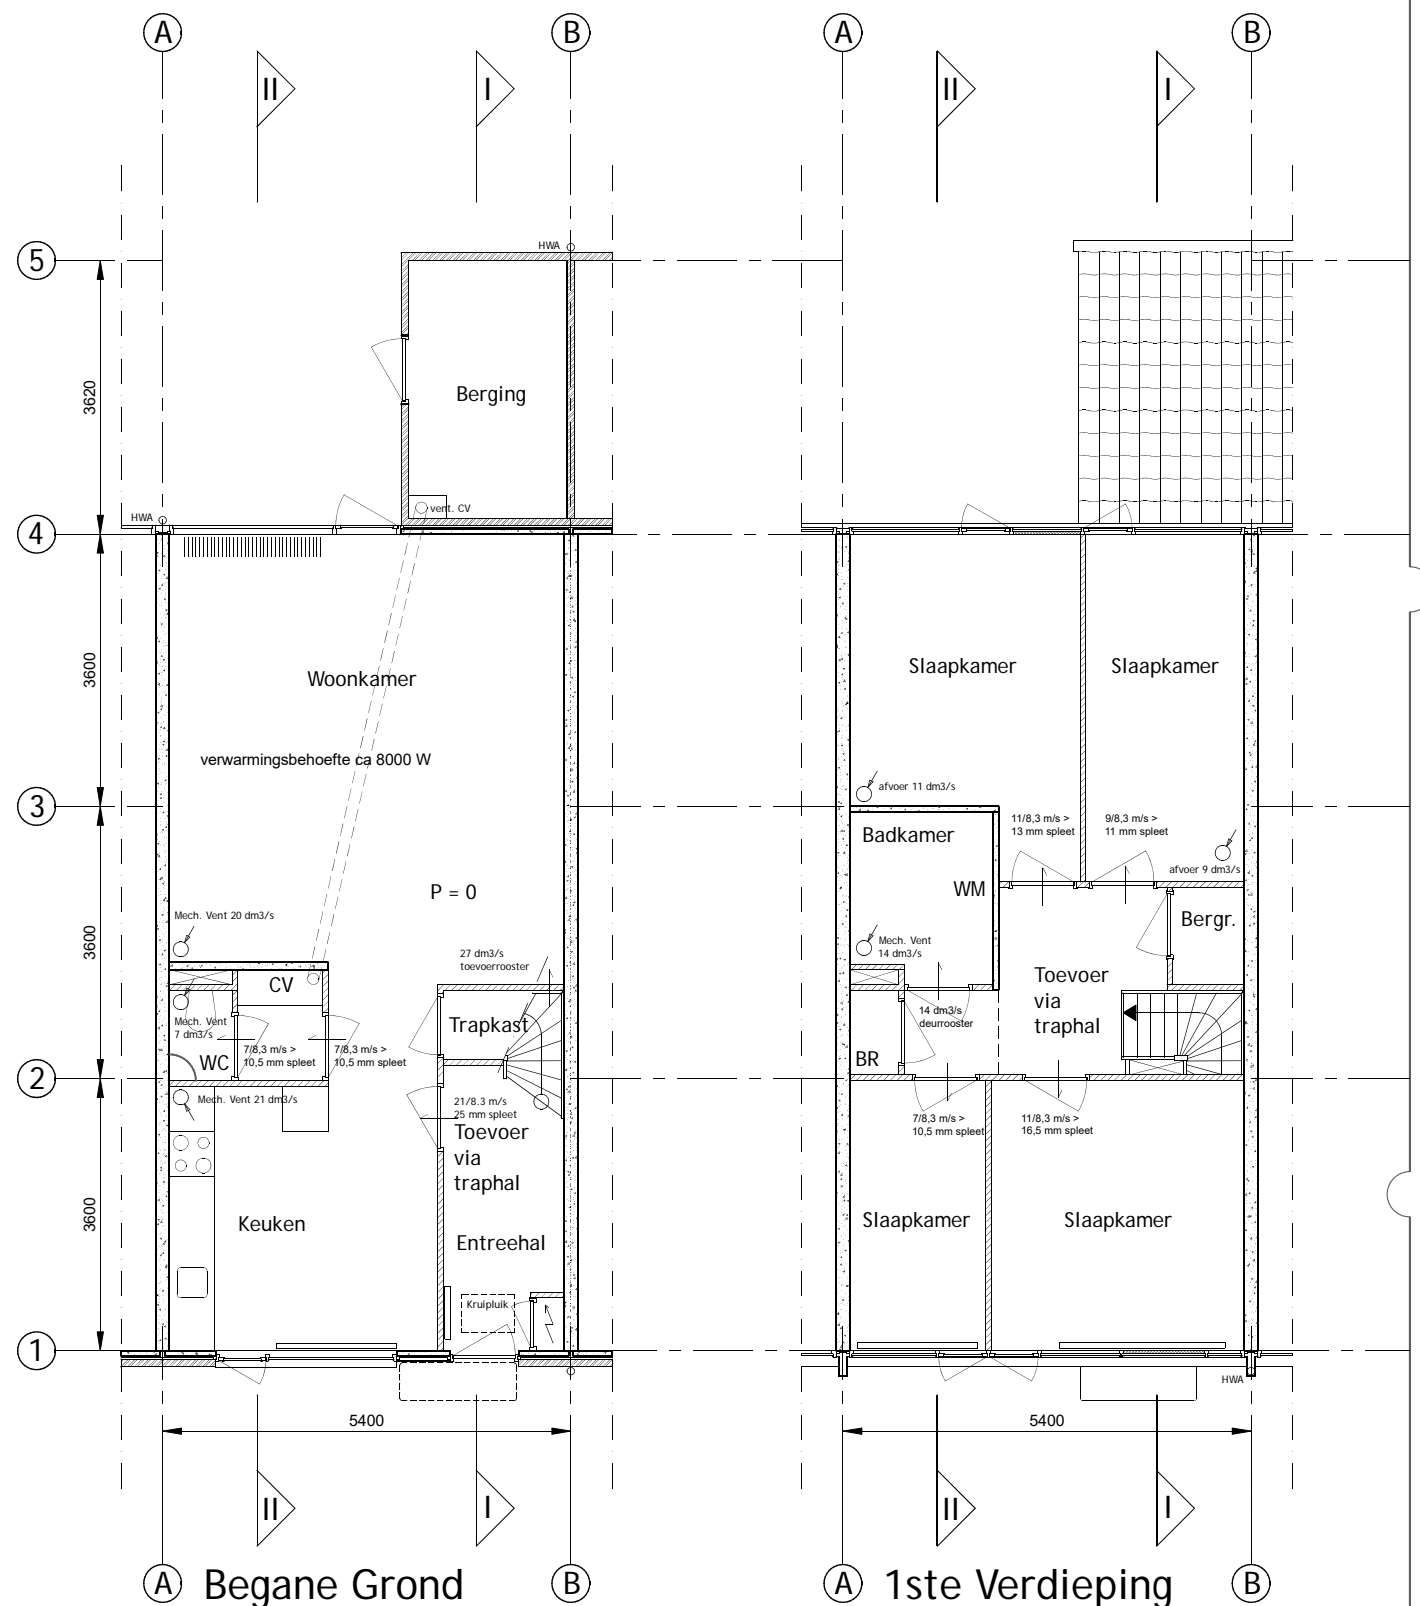 A
B
A
B
II
I
II
I
HWA
5
3620
Berging
vent. CV
HWA
4
3600
Woonkamer
verwarmingsbehoefte ca 8000 W
Slaapkamer
Slaapkamer
afvoer 11 dm3/s
3
11/8,3 m/s >
13 mm spleet
9/8,3 m/s >
11 mm spleet
Badkamer
afvoer 9 dm3/s
P = 0
WM
Mech. Vent 20 dm3/s
Bergr.
3600
27 dm3/s
toevoerrooster
Mech. Vent
14 dm3/s
CV
Toevoer
via
traphal
Mech. Vent
7 dm3/s
Trapkast
14 dm3/s
deurrooster
7/8,3 m/s >
10,5 mm spleet
7/8,3 m/s >
10,5 mm spleet
WC
BR
2
Mech. Vent 21 dm3/s
21/8.3 m/s
25 mm spleet
Toevoer
via
traphal
7/8,3 m/s >
10,5 mm spleet
11/8,3 m/s >
16,5 mm spleet
3600
Keuken
Entreehal
Slaapkamer
Slaapkamer
Kruipluik
1
HWA
5400
5400
II
I
II
I
A
Begane Grond
B
A
1ste Verdieping
B